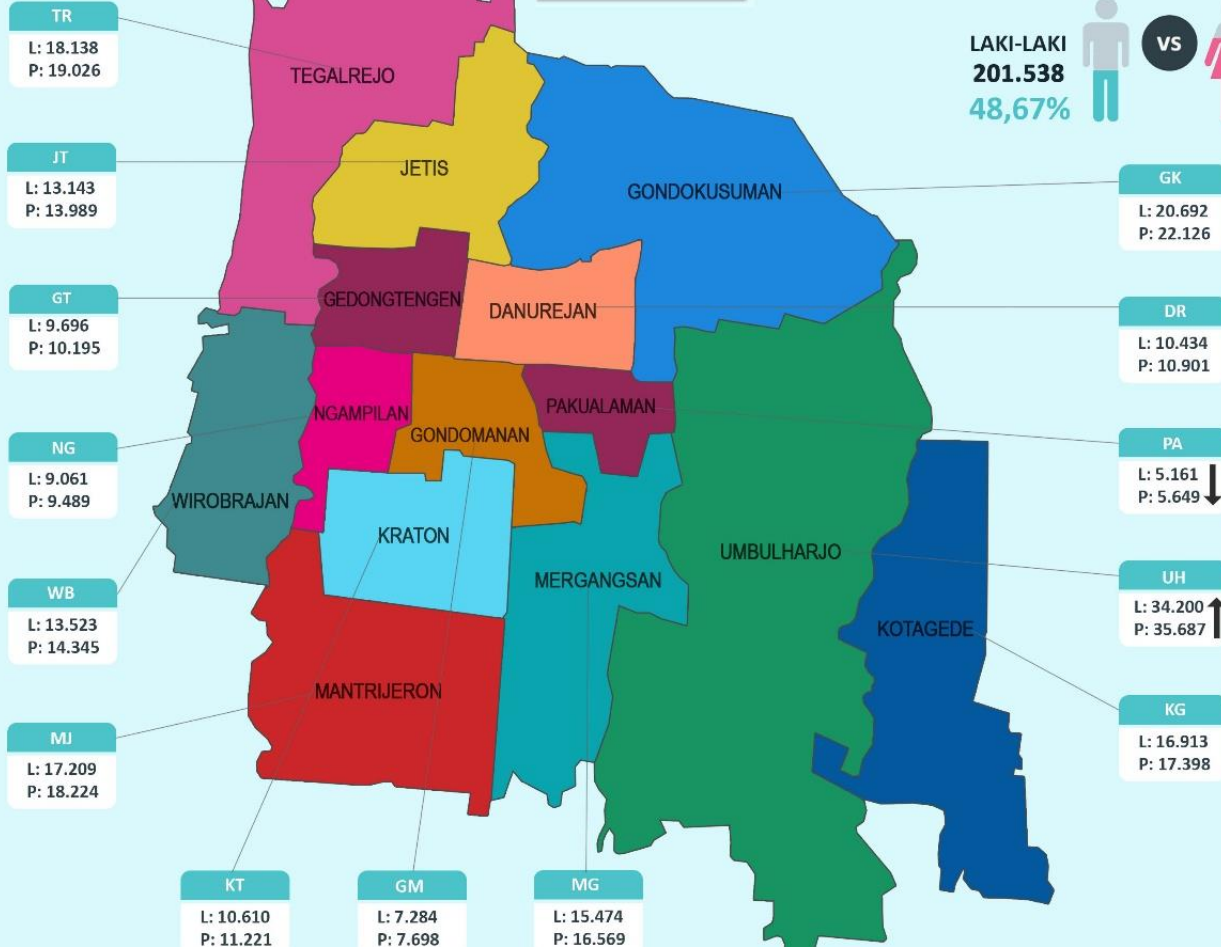 TR
L: 18.138
P: 19.026
LAKI-LAKI
201.538
48,67%
VS
TEGALREJO
JT
L: 13.143
P: 13.989
JETIS
GONDOKUSUMAN
GK
L: 20.692
P: 22.126
GT
L: 9.696
P: 10.195
GEDONGTENGEN
DANUREJAN
DR
L: 10.434
P: 10.901
NG
L: 9.061
P: 9.489
NGAMPILAN
GONDOMANAN
PAKUALAMAN
PA
L: 5.161
P: 5.649
WIROBRAJAN
KRATON
MERGANGSAN
UMBULHARJO
UH
L: 34.200
P: 35.687
WB
L: 13.523
P: 14.345
KOTAGEDE
MANTRIJERON
MJ
L: 17.209
P: 18.224
KG
L: 16.913
P: 17.398
KT
L: 10.610
P: 11.221
GM
L: 7.284
P: 7.698
MG
L: 15.474
P: 16.569